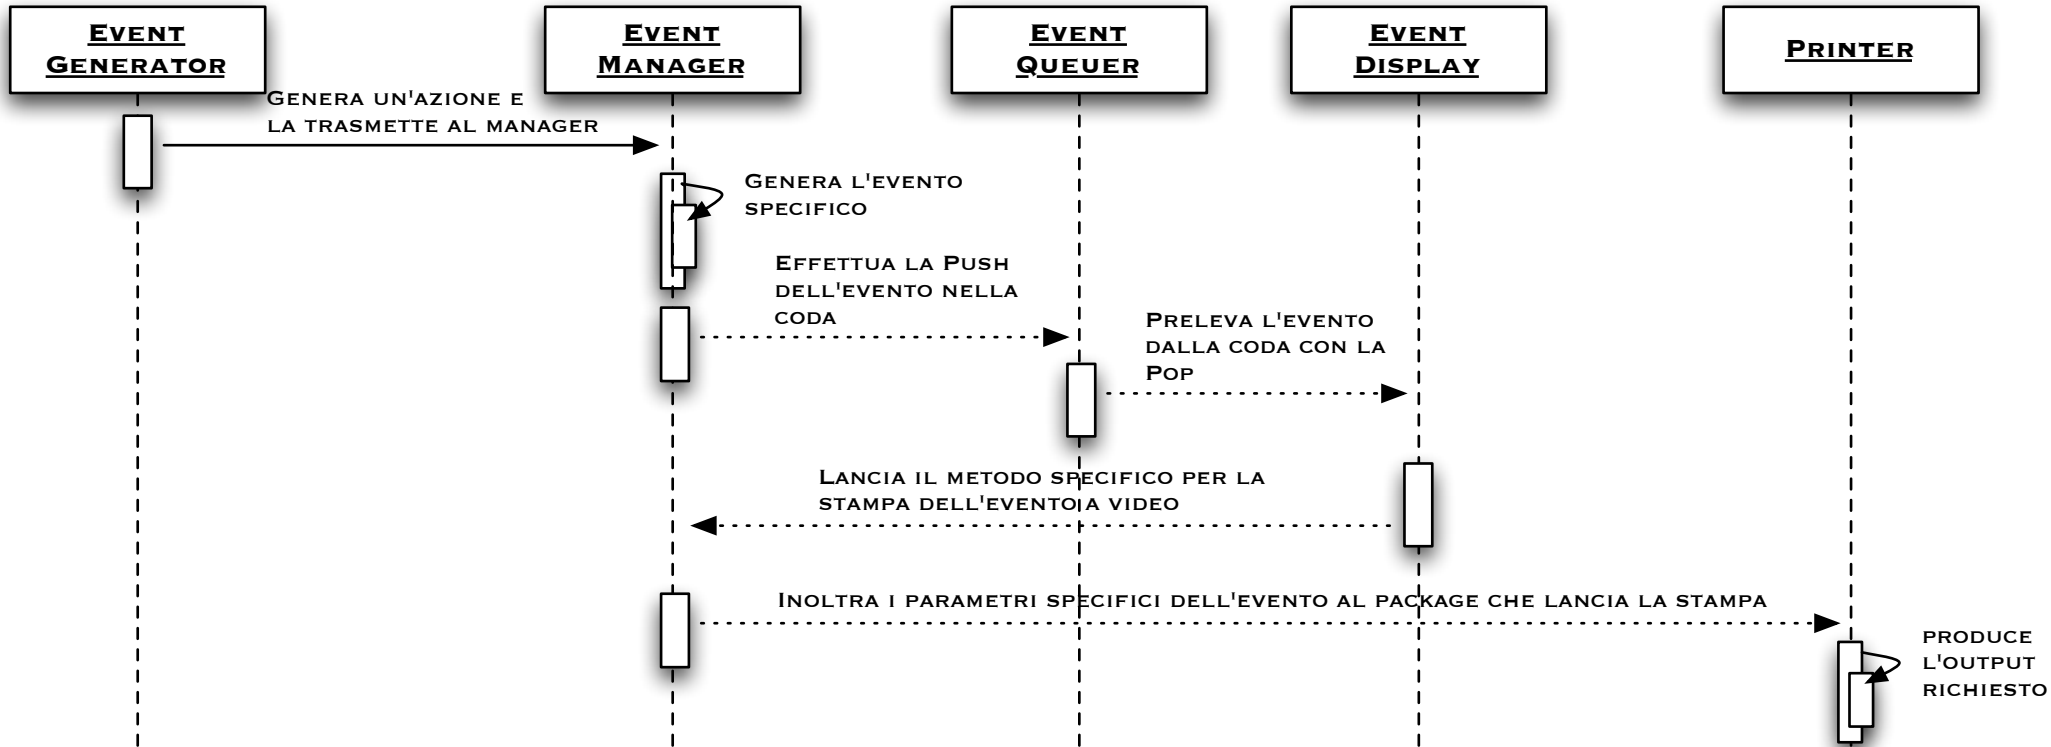 Event
Generator
Event
Manager
Event
Queuer
Event
Display
Printer
Genera un'azione e
la trasmette al manager
Genera l'evento
specifico
Effettua la Push
dell'evento nella
coda
Preleva l'evento
dalla coda con la
Pop
Lancia il metodo specifico per la
stampa dell'evento a video
Inoltra i parametri specifici dell'evento al package che lancia la stampa
produce
l'output
richiesto